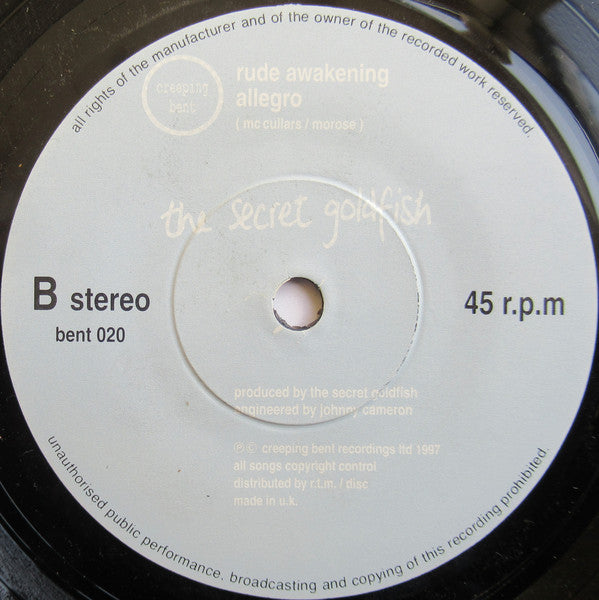 all rights of the manufacturer and of the owner of the recorded work reserved.
creeping
bent
rude awakening
allegro
( mc cullars / morose )
the secret goldfish
B stereo
bent 020
45 r.p.m
produced by the secret goldfish
engineered by johnny cameron
℗ © creeping bent recordings ltd 1997
all songs copyright control
distributed by r.t.m. / disc
made in u.k.
unauthorised public performance, broadcasting and copying of this recording prohibited.